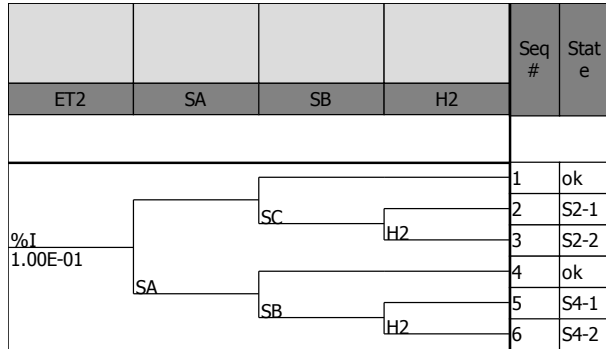 Seq
#
Stat
e
ET2 SA SB H2
1 ok
SC 2 S2-1
%I H2 3 S2-2
1.00E-01
4 ok
SA
SB 5 S4-1
H2 6 S4-2